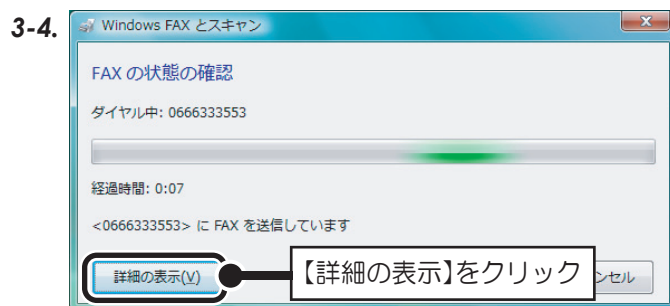 3-4.
Windows FAX とスキャン
FAX の状態の確認
ダイヤル中: 0666333553
経過時間: 0:07
<0666333553> に FAX を送信しています
詳細の表示(V)
【詳細の表示】をクリック
ンセル